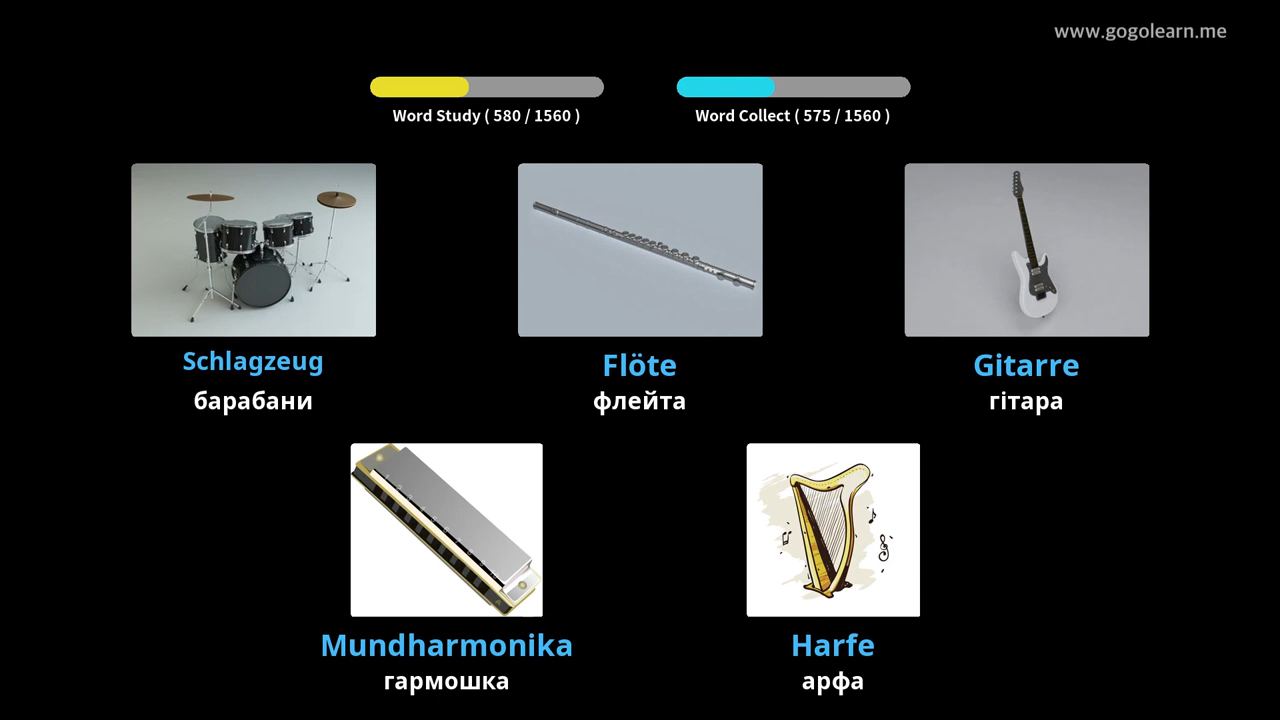 www.gogolearn.me
Word Study ( 580 / 1560 )
Word Collect ( 575 / 1560 )
Schlagzeug
барабани
Flöte
флейта
Gitarre
гітара
Mundharmonika
гармошка
Harfe
арфа